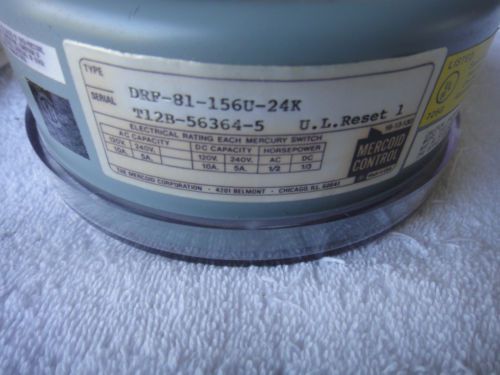 TYPE
DRF-81-156U-24K
SERIAL
T12B-56364-5 U.L.Reset 1
ELECTRICAL RATING EACH MERCURY SWITCH
AC CAPACITY DC CAPACITY HORSEPOWER
120V. 240V. 120V. 240V. AC DC
10A. 5A. 10A. 5A. 1/2 1/3
MERCOID
CONTROL
THE MERCOID CORPORATION - 4201 BELMONT - CHICAGO, ILL. 60641
LISTED
UL